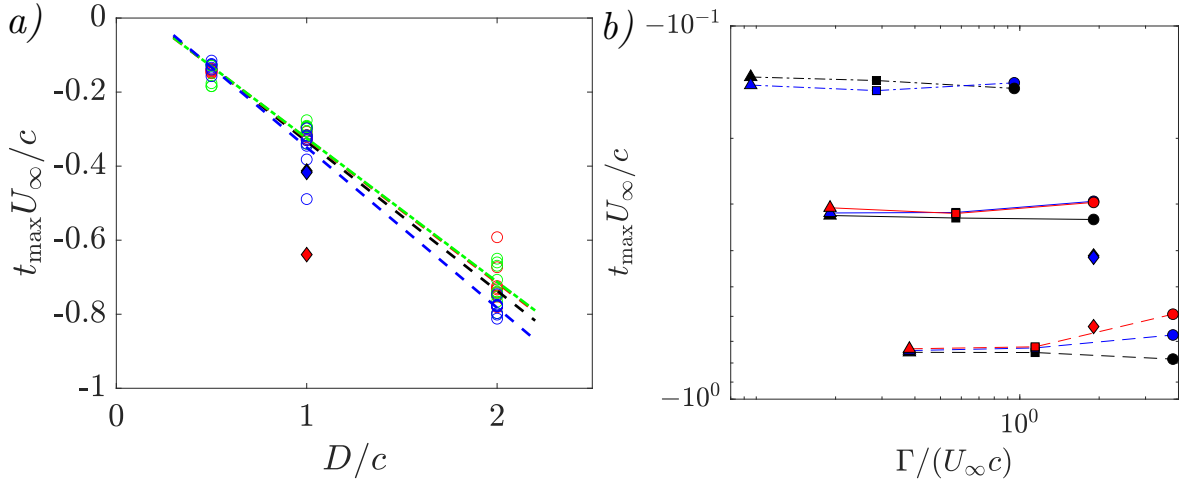 a)
0
-0.2
-0.4
-0.6
-0.8
-1
0
1
2
D/c
t_max U_∞/c
b)
-10^-1
-10^0
10^0
Γ/(U_∞c)
t_max U_∞/c